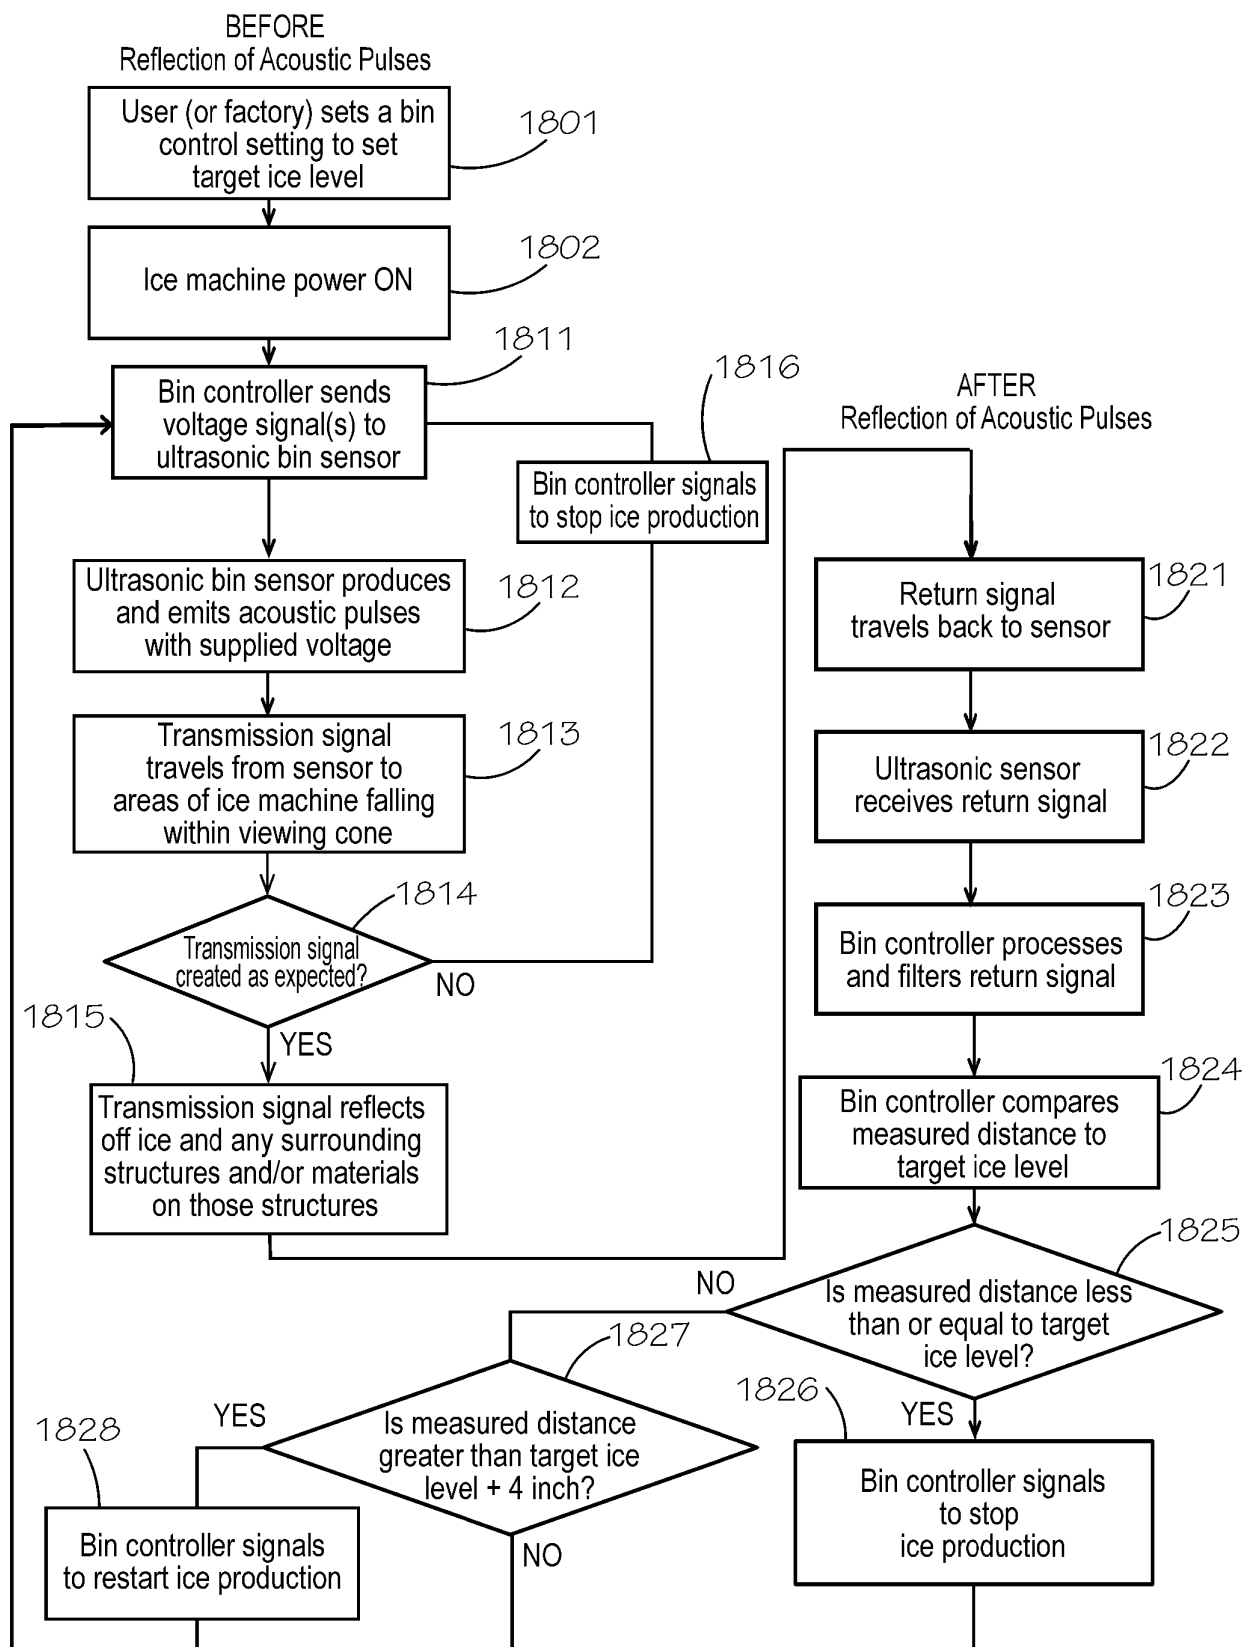 BEFORE
Reflection of Acoustic Pulses
User (or factory) sets a bin
control setting to set
target ice level
1801
Ice machine power ON
1802
Bin controller sends
voltage signal(s) to
ultrasonic bin sensor
1811
Bin controller signals
to stop ice production
1816
Ultrasonic bin sensor produces
and emits acoustic pulses
with supplied voltage
1812
Transmission signal
travels from sensor to
areas of ice machine falling
within viewing cone
1813
Transmission signal
created as expected?
1814
NO
YES
1815
Transmission signal reflects
off ice and any surrounding
structures and/or materials
on those structures
AFTER
Reflection of Acoustic Pulses
Return signal
travels back to sensor
1821
Ultrasonic sensor
receives return signal
1822
Bin controller processes
and filters return signal
1823
Bin controller compares
measured distance to
target ice level
1824
Is measured distance less
than or equal to target
ice level?
1825
NO
YES
1826
Bin controller signals
to stop
ice production
1827
Is measured distance
greater than target ice
level + 4 inch?
YES
NO
1828
Bin controller signals
to restart ice production